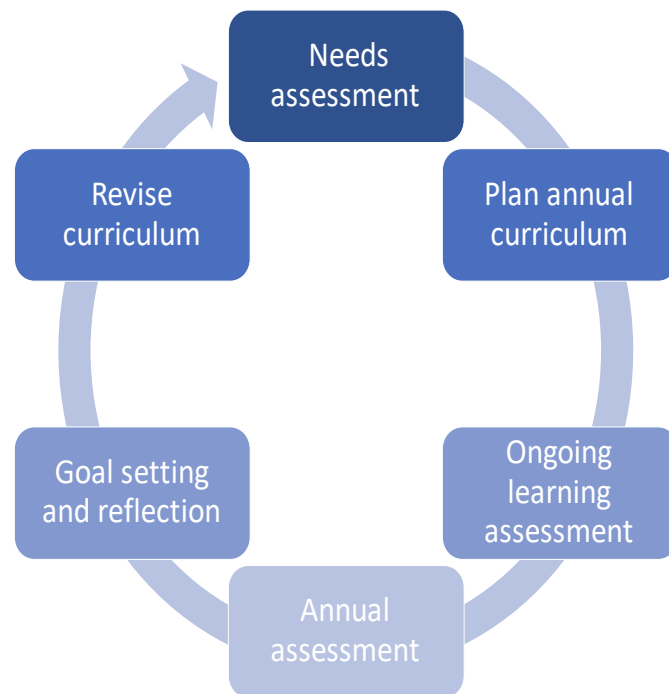 Needs
assessment
Plan annual
curriculum
Ongoing
learning
assessment
Annual
assessment
Goal setting
and reflection
Revise
curriculum